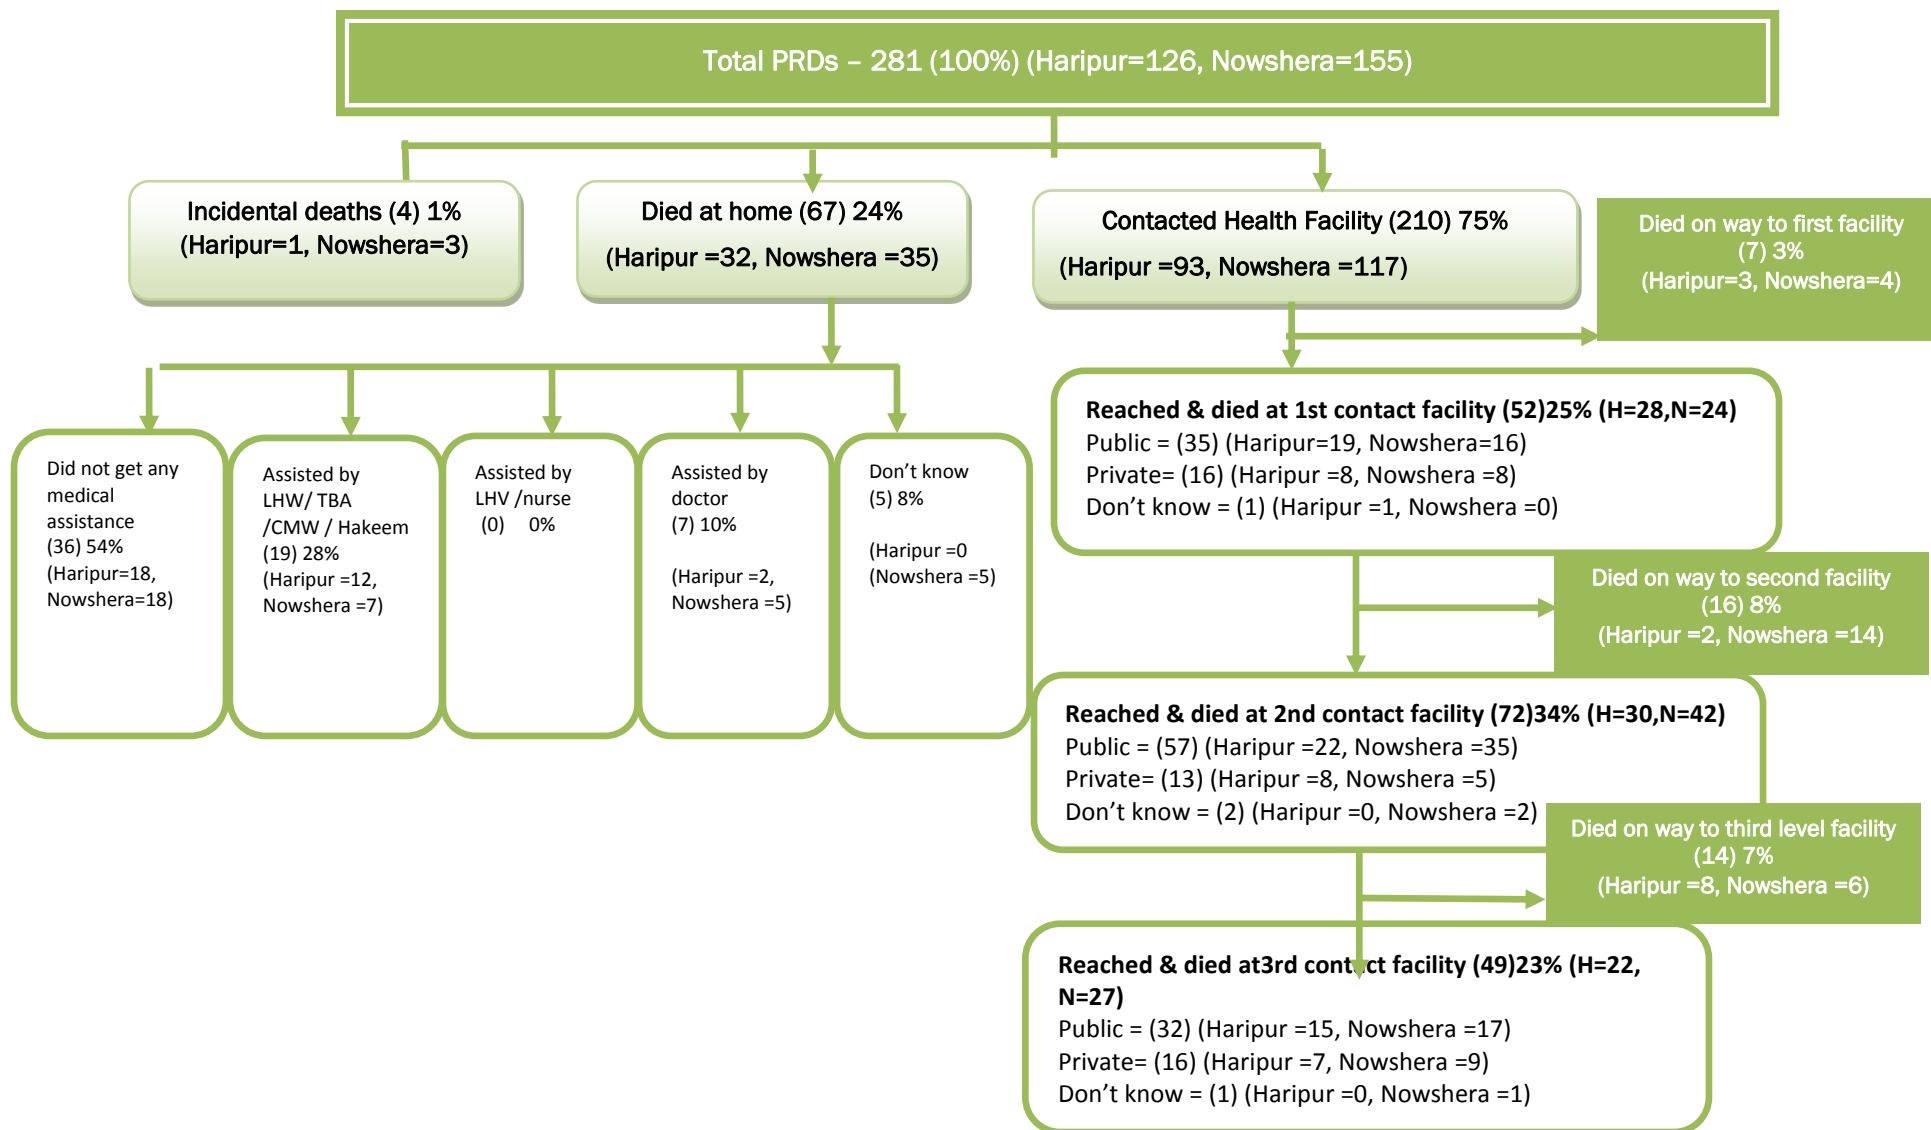 Total PRDs – 281 (100%) (Haripur=126, Nowshera=155)
Incidental deaths (4) 1%
(Haripur=1, Nowshera=3)
Died at home (67) 24%
(Haripur =32, Nowshera =35)
Contacted Health Facility (210) 75%
(Haripur =93, Nowshera =117)
Died on way to first facility
(7) 3%
(Haripur=3, Nowshera=4)
Did not get any
medical
assistance
(36) 54%
(Haripur=18,
Nowshera=18)
Assisted by
LHW/ TBA
/CMW / Hakeem
(19) 28%
(Haripur =12,
Nowshera =7)
Assisted by
LHV /nurse
(0) 0%
Assisted by
doctor
(7) 10%
(Haripur =2,
Nowshera =5)
Don’t know
(5) 8%
(Haripur =0
(Nowshera =5)
Reached & died at 1st contact facility (52)25% (H=28,N=24)
Public = (35) (Haripur=19, Nowshera=16)
Private= (16) (Haripur =8, Nowshera =8)
Don’t know = (1) (Haripur =1, Nowshera =0)
Died on way to second facility
(16) 8%
(Haripur =2, Nowshera =14)
Reached & died at 2nd contact facility (72)34% (H=30,N=42)
Public = (57) (Haripur =22, Nowshera =35)
Private= (13) (Haripur =8, Nowshera =5)
Don’t know = (2) (Haripur =0, Nowshera =2)
Died on way to third level facility
(14) 7%
(Haripur =8, Nowshera =6)
Reached & died at3rd contact facility (49)23% (H=22,
N=27)
Public = (32) (Haripur =15, Nowshera =17)
Private= (16) (Haripur =7, Nowshera =9)
Don’t know = (1) (Haripur =0, Nowshera =1)